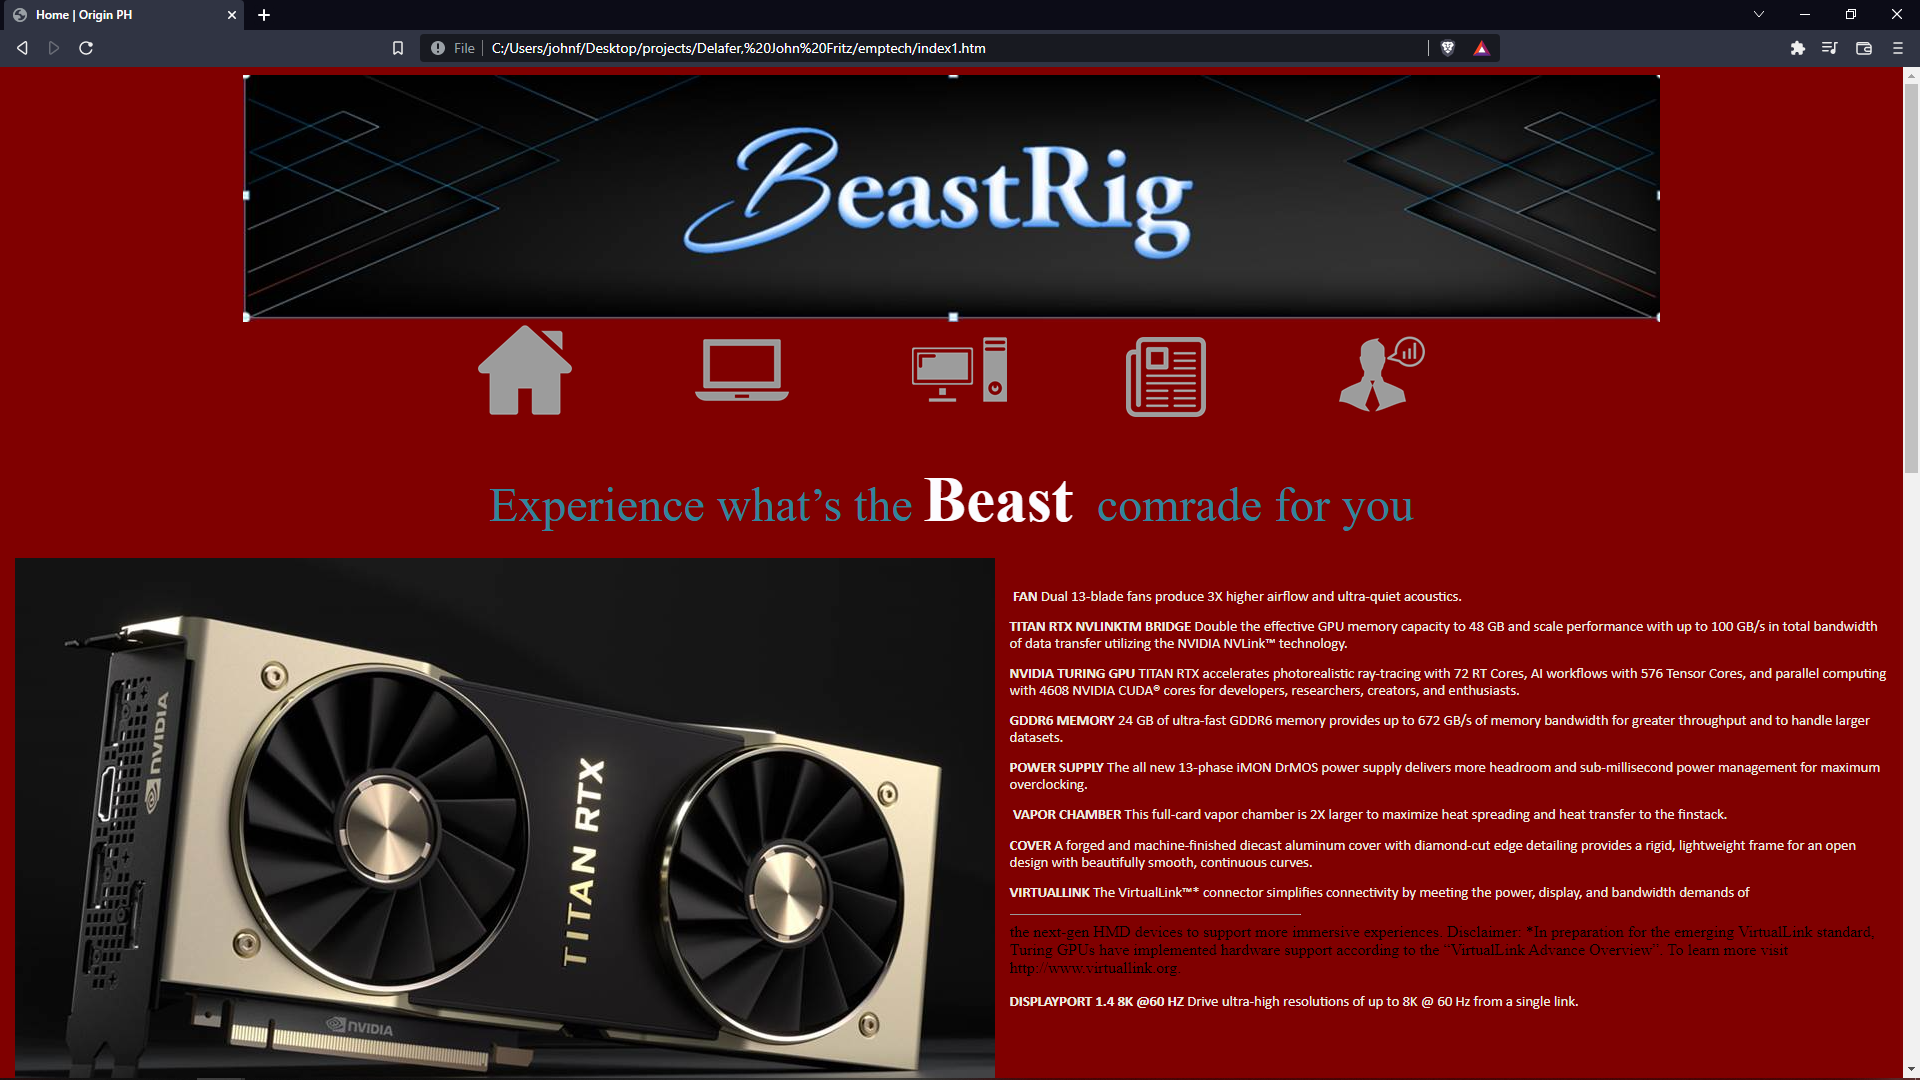 Home | Origin PH
File
C:/Users/johnf/Desktop/projects/Delafer,%20John%20Fritz/emptech/index1.htm
BeastRig
Experience what’s the Beast comrade for you
NVIDIA
TITAN RTX
NVIDIA
FAN Dual 13-blade fans produce 3X higher airflow and ultra-quiet acoustics.
TITAN RTX NVLINKTM BRIDGE Double the effective GPU memory capacity to 48 GB and scale performance with up to 100 GB/s in total bandwidth
of data transfer utilizing the NVIDIA NVLink™ technology.
NVIDIA TURING GPU TITAN RTX accelerates photorealistic ray-tracing with 72 RT Cores, AI workflows with 576 Tensor Cores, and parallel computing
with 4608 NVIDIA CUDA® cores for developers, researchers, creators, and enthusiasts.
GDDR6 MEMORY 24 GB of ultra-fast GDDR6 memory provides up to 672 GB/s of memory bandwidth for greater throughput and to handle larger
datasets.
POWER SUPPLY The all new 13-phase iMON DrMOS power supply delivers more headroom and sub-millisecond power management for maximum
overclocking.
VAPOR CHAMBER This full-card vapor chamber is 2X larger to maximize heat spreading and heat transfer to the finstack.
COVER A forged and machine-finished diecast aluminum cover with diamond-cut edge detailing provides a rigid, lightweight frame for an open
design with beautifully smooth, continuous curves.
VIRTUALLINK The VirtualLink™* connector simplifies connectivity by meeting the power, display, and bandwidth demands of
the next-gen HMD devices to support more immersive experiences. Disclaimer: *In preparation for the emerging VirtualLink standard,
Turing GPUs have implemented hardware support according to the “VirtualLink Advance Overview”. To learn more visit
http://www.virtuallink.org.
DISPLAYPORT 1.4 8K @60 HZ Drive ultra-high resolutions of up to 8K @ 60 Hz from a single link.